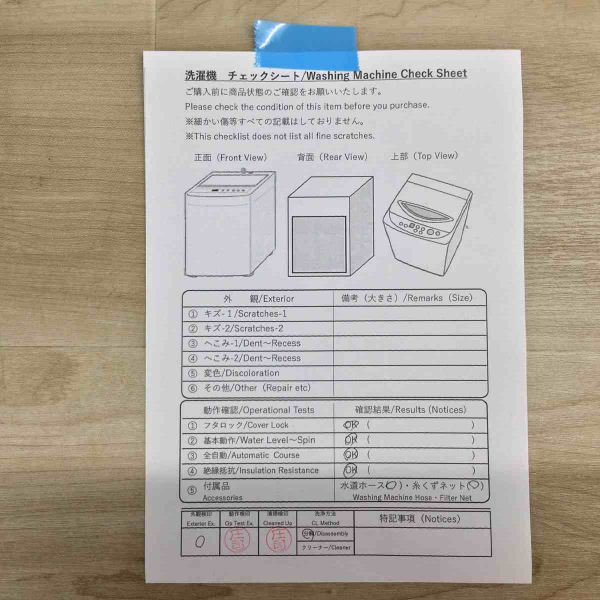 洗濯機　チェックシート/Washing Machine Check Sheet
ご購入前に商品状態のご確認をお願いいたします。
Please check the condition of this item before you purchase.
※細かい傷等すべての記載はしておりません。
※This checklist does not list all fine scratches.
正面（Front View） 背面（Rear View） 上部（Top View）
外　観/Exterior 備考（大きさ）/Remarks（Size）
① キズ-１/Scratches-1
② キズ-2/Scratches-2
③ へこみ-1/Dent～Recess
④ へこみ-2/Dent～Recess
⑤ 変色/Discoloration
⑥ その他/Other（Repair etc）
動作確認/Operational Tests 確認結果/Results（Notices）
① フタロック/Cover Lock OK （ ）
② 基本動作/Water Level～Spin OK （ ）
③ 全自動/Automatic Course OK （ ）
④ 絶縁抵抗/Insulation Resistance OK （ ）
⑤ 付属品 水道ホース(○)・糸くずネット(○)
Accessories Washing Machine Hose・Filter Net
外観検印 動作検印 清掃検印 洗浄方法 特記事項（Notices）
Exterior Ex. Op Test Ex. Cleaned Up CL Method
○ 分解/Disassembly
クリーナー/Cleaner